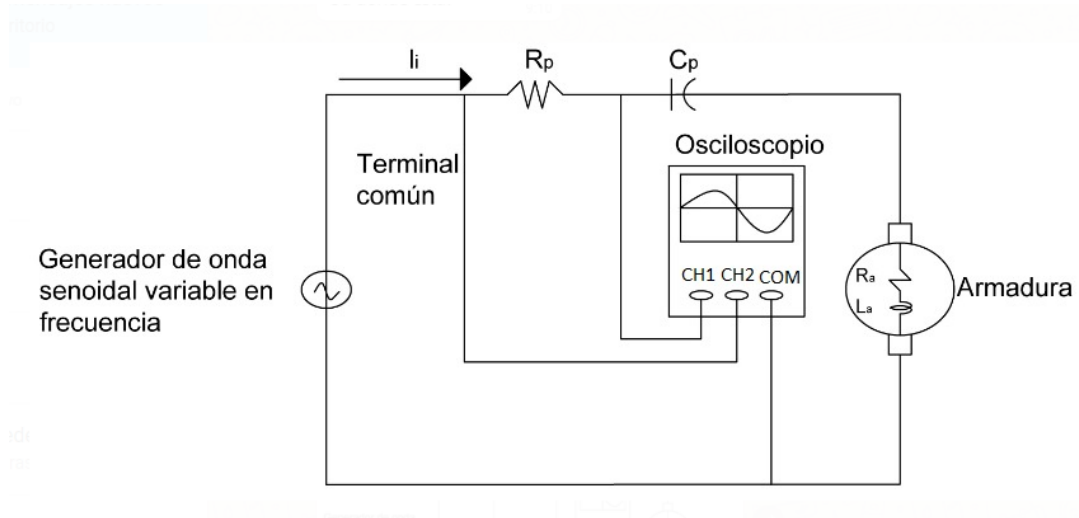 Ii
Rp
Cp
Osciloscopio
Terminal
común
Generador de onda
senoidal variable en
frecuencia
CH1 CH2 COM
Ra
La
Armadura